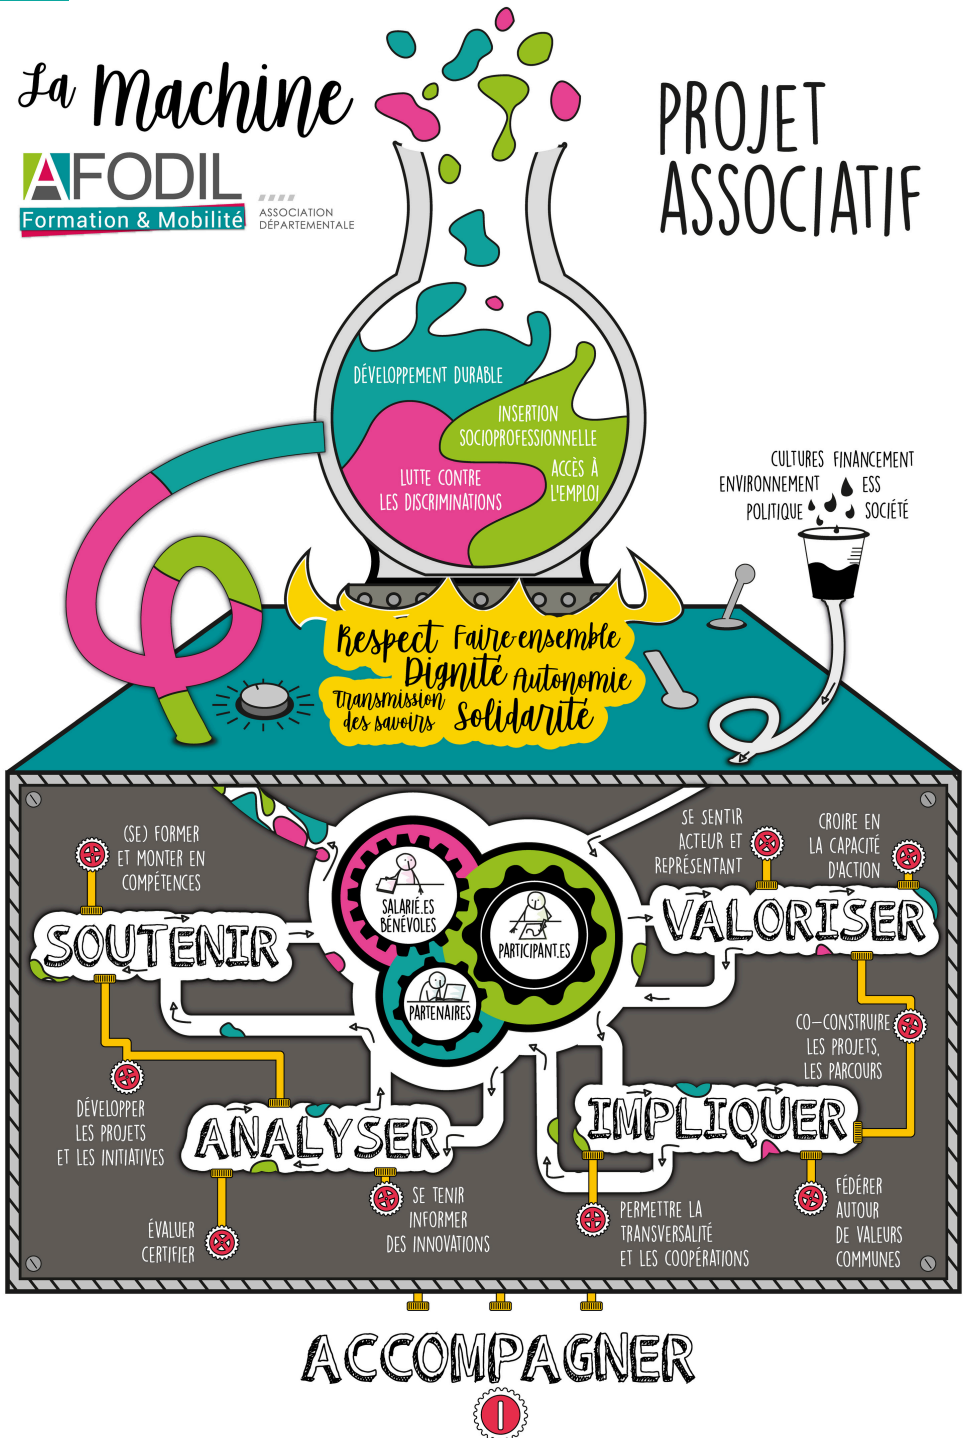 La Machine
AFODIL
Formation & Mobilité
ASSOCIATION
DÉPARTEMENTALE
PROJET
ASSOCIATIF
DÉVELOPPEMENT DURABLE
INSERTION
SOCIOPROFESSIONNELLE
ACCÈS À
L'EMPLOI
LUTTE CONTRE
LES DISCRIMINATIONS
CULTURES FINANCEMENT
ENVIRONNEMENT ESS
POLITIQUE SOCIÉTÉ
Respect Faire-ensemble
Dignité Autonomie
Transmission
des savoirs Solidarité
(SE) FORMER
ET MONTER EN
COMPÉTENCES
SALARIÉ.ES
BÉNÉVOLES
PARTICIPANT.ES
PARTENAIRES
SE SENTIR
ACTEUR ET
REPRÉSENTANT
CROIRE EN
LA CAPACITÉ
D'ACTION
SOUTENIR
VALORISER
CO-CONSTRUIRE
LES PROJETS,
LES PARCOURS
DÉVELOPPER
LES PROJETS
ET LES INITIATIVES
ANALYSER
IMPLIQUER
ÉVALUER
CERTIFIER
SE TENIR
INFORMER
DES INNOVATIONS
PERMETTRE LA
TRANSVERSALITÉ
ET LES COOPÉRATIONS
FÉDÉRER
AUTOUR
DE VALEURS
COMMUNES
ACCOMPAGNER